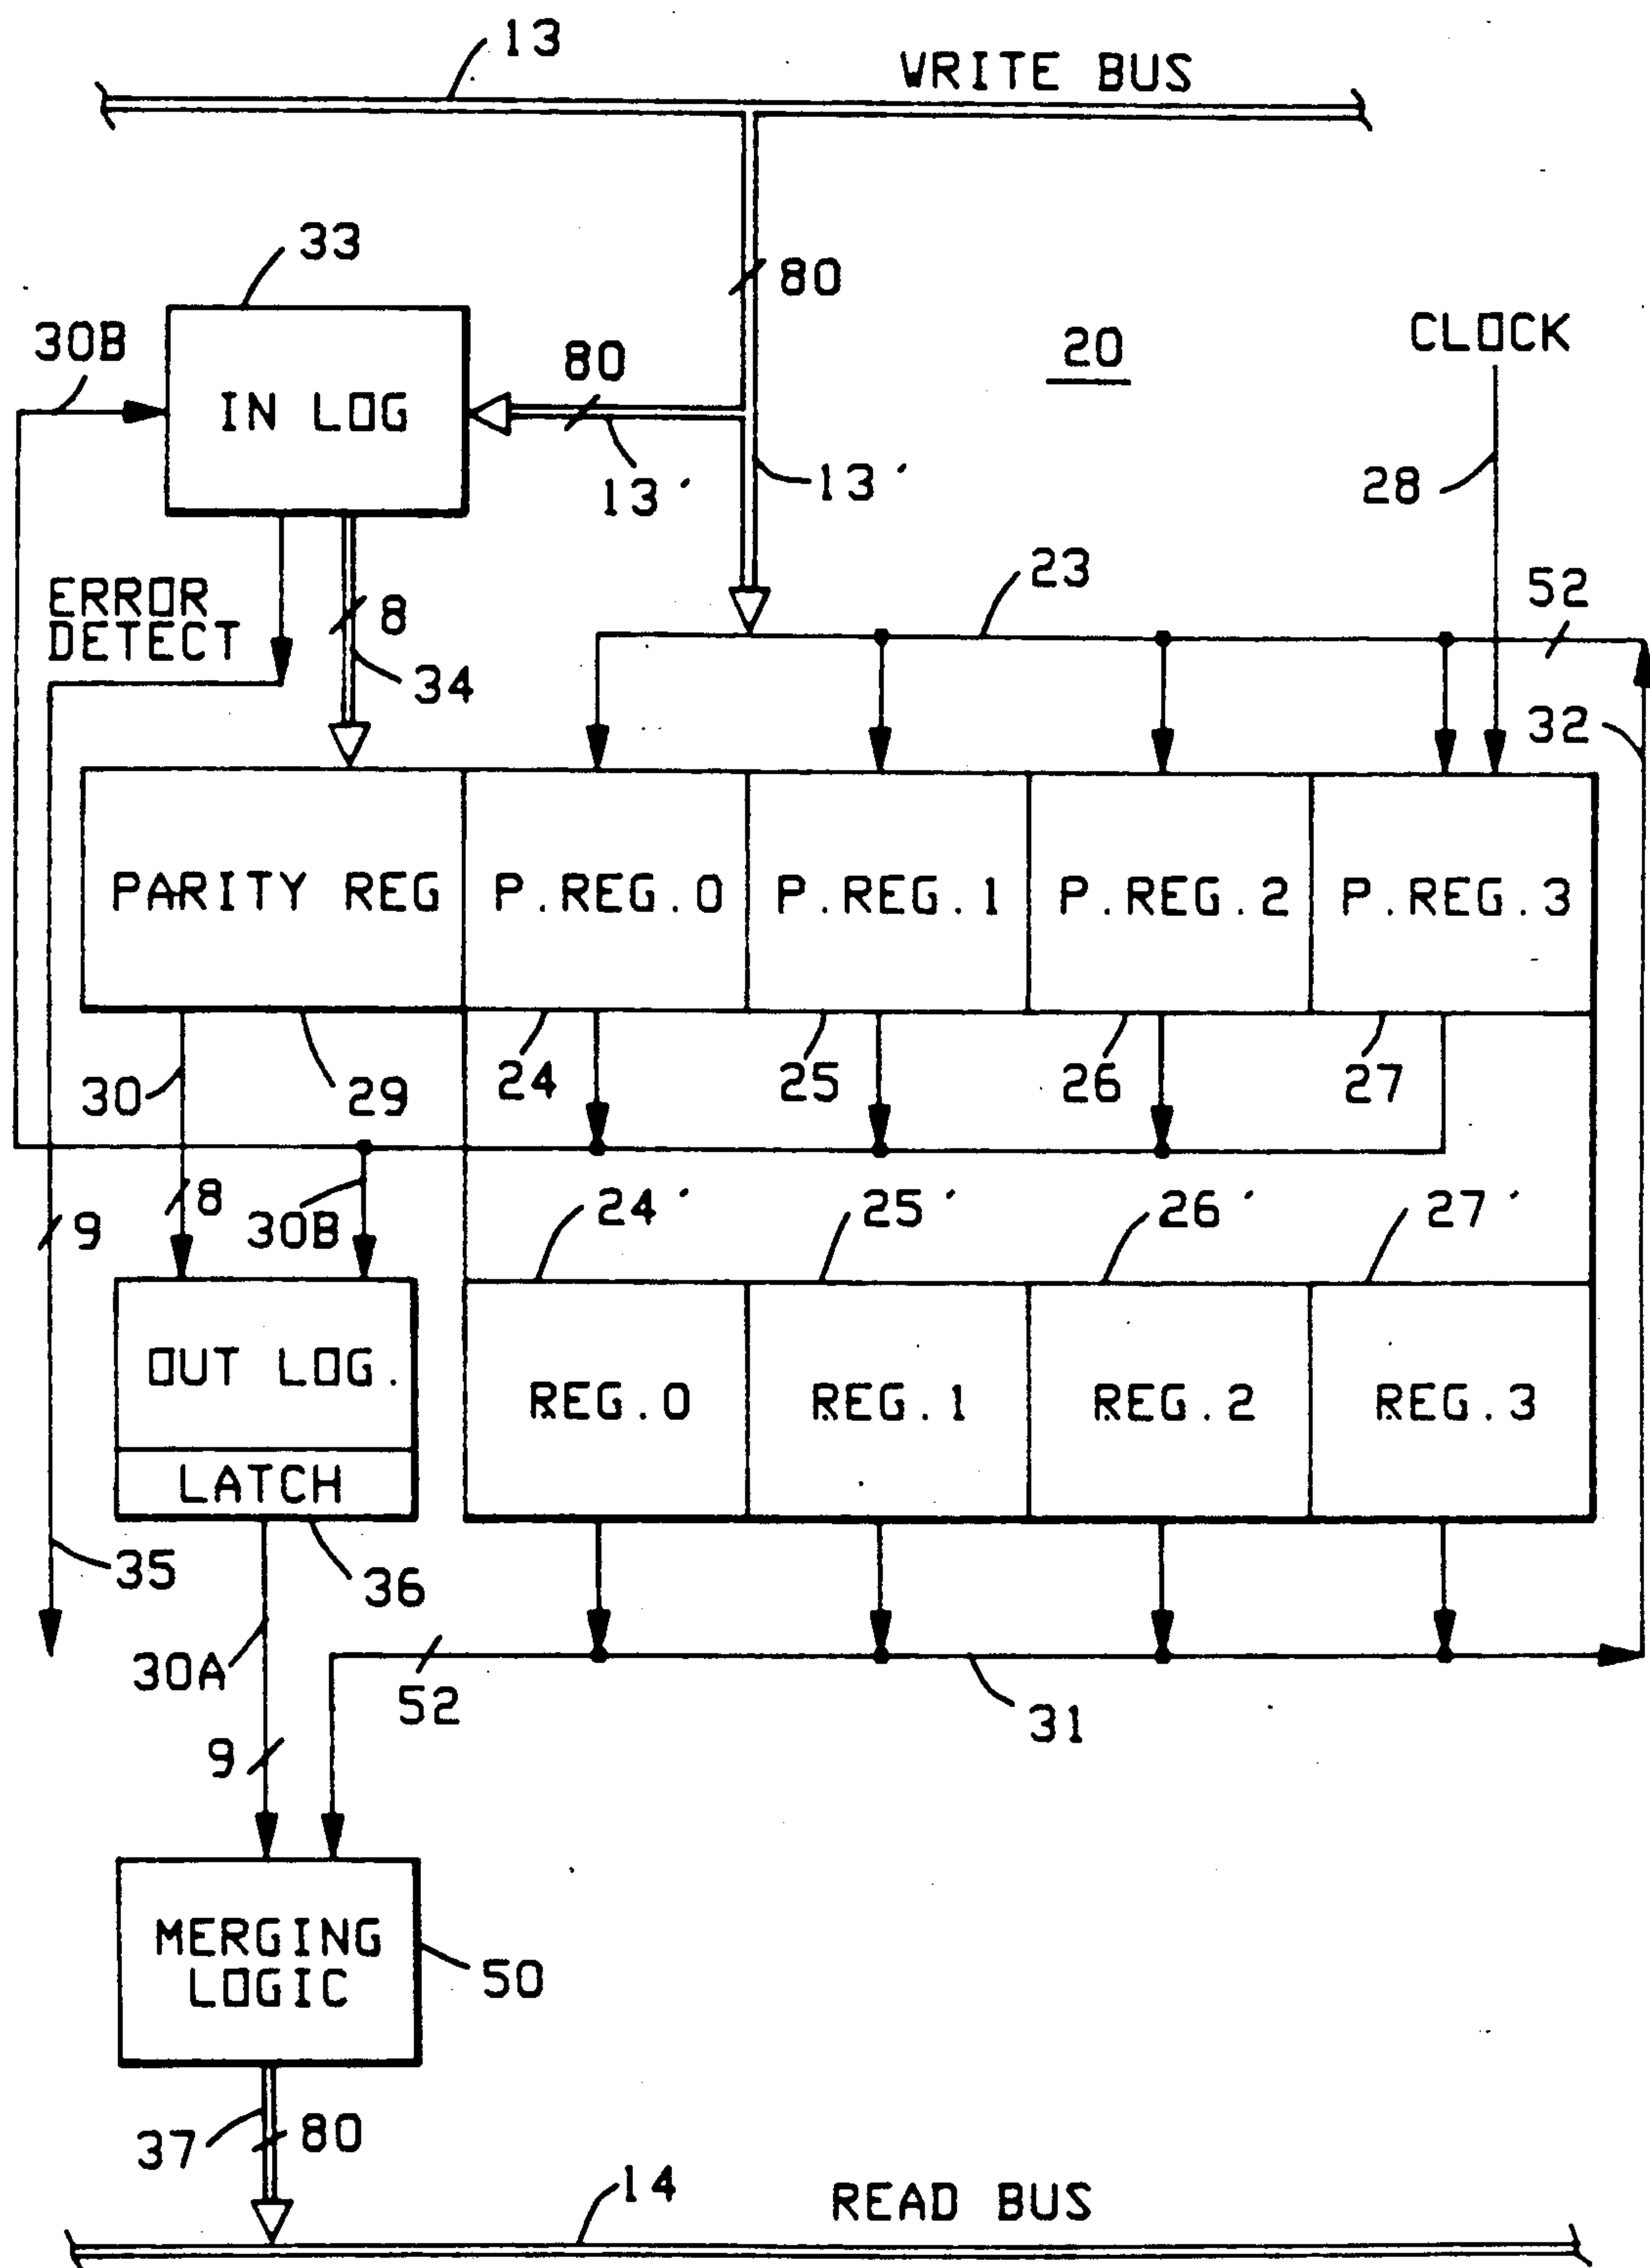 13
WRITE BUS
33
80
30B
80
20
CLOCK
IN LOG
13'
13'
28
ERROR
DETECT
8
23
52
34
32
PARITY REG
P.REG.0
P.REG.1
P.REG.2
P.REG.3
30
29
24
25
26
27
8
9
30B
24'
25'
26'
27'
OUT LOG.
LATCH
REG.0
REG.1
REG.2
REG.3
35
36
30A
52
31
9
MERGING
LOGIC
50
37
80
14
READ BUS